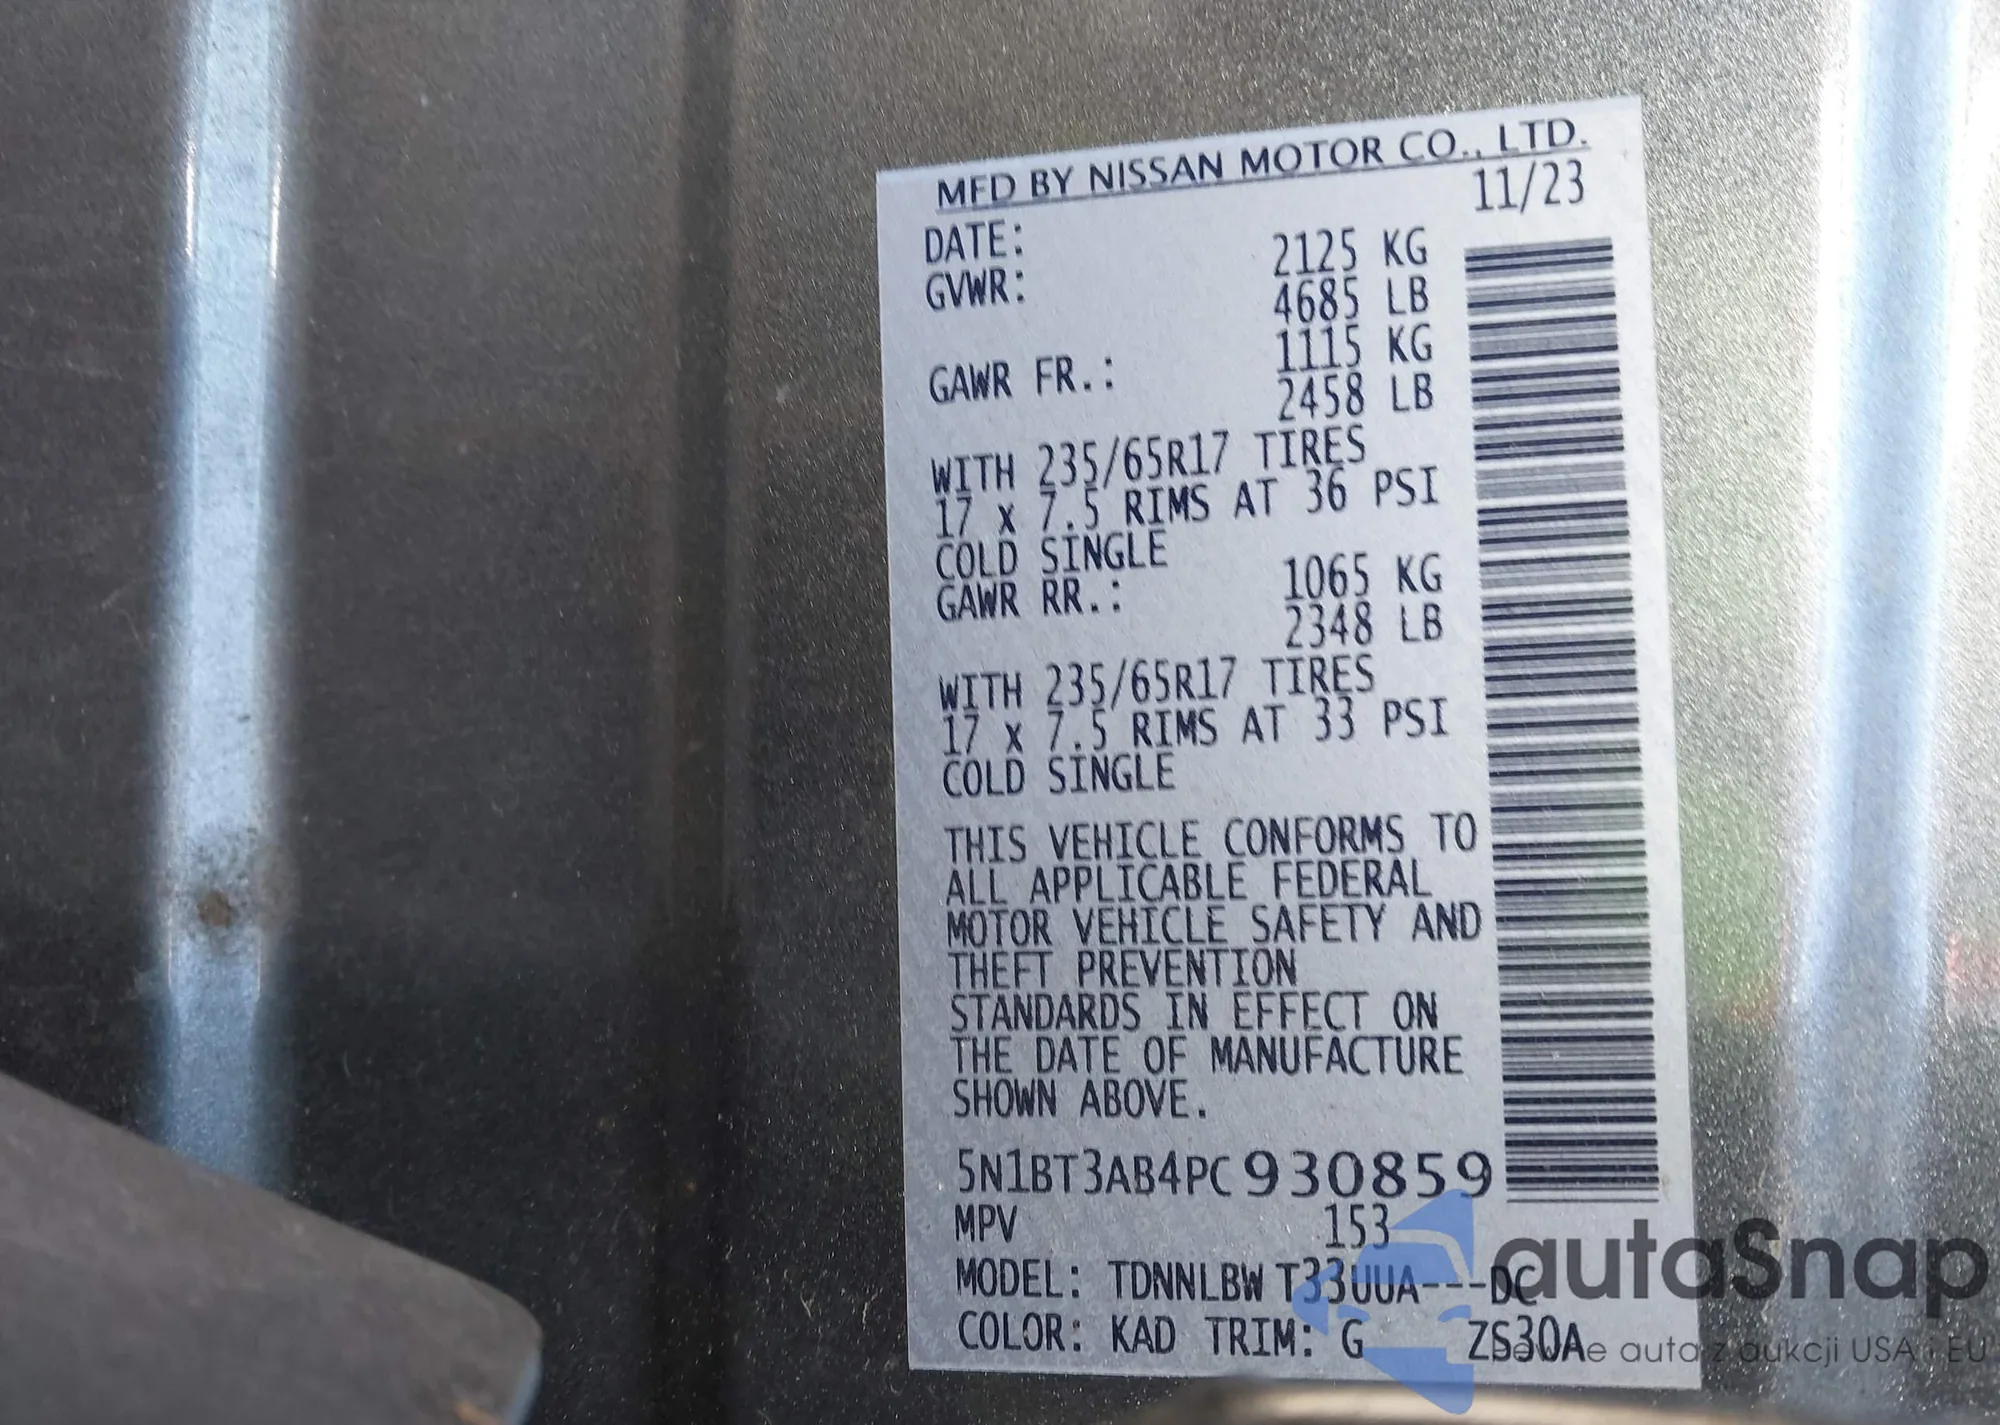 MFD BY NISSAN MOTOR CO., LTD.
DATE: 11/23
GVWR: 2125 KG
4685 LB
GAWR FR.: 1115 KG
2458 LB
WITH 235/65R17 TIRES
17 x 7.5 RIMS AT 36 PSI
COLD SINGLE
GAWR RR.: 1065 KG
2348 LB
WITH 235/65R17 TIRES
17 x 7.5 RIMS AT 33 PSI
COLD SINGLE
THIS VEHICLE CONFORMS TO
ALL APPLICABLE FEDERAL
MOTOR VEHICLE SAFETY AND
THEFT PREVENTION
STANDARDS IN EFFECT ON
THE DATE OF MANUFACTURE
SHOWN ABOVE.
5N1BT3AB4PC930859
MPV 153
MODEL: TDNNLBW T33UUA---DC
COLOR: KAD TRIM: G ZS30A
autaSnap
auta z aukcji USA i EU